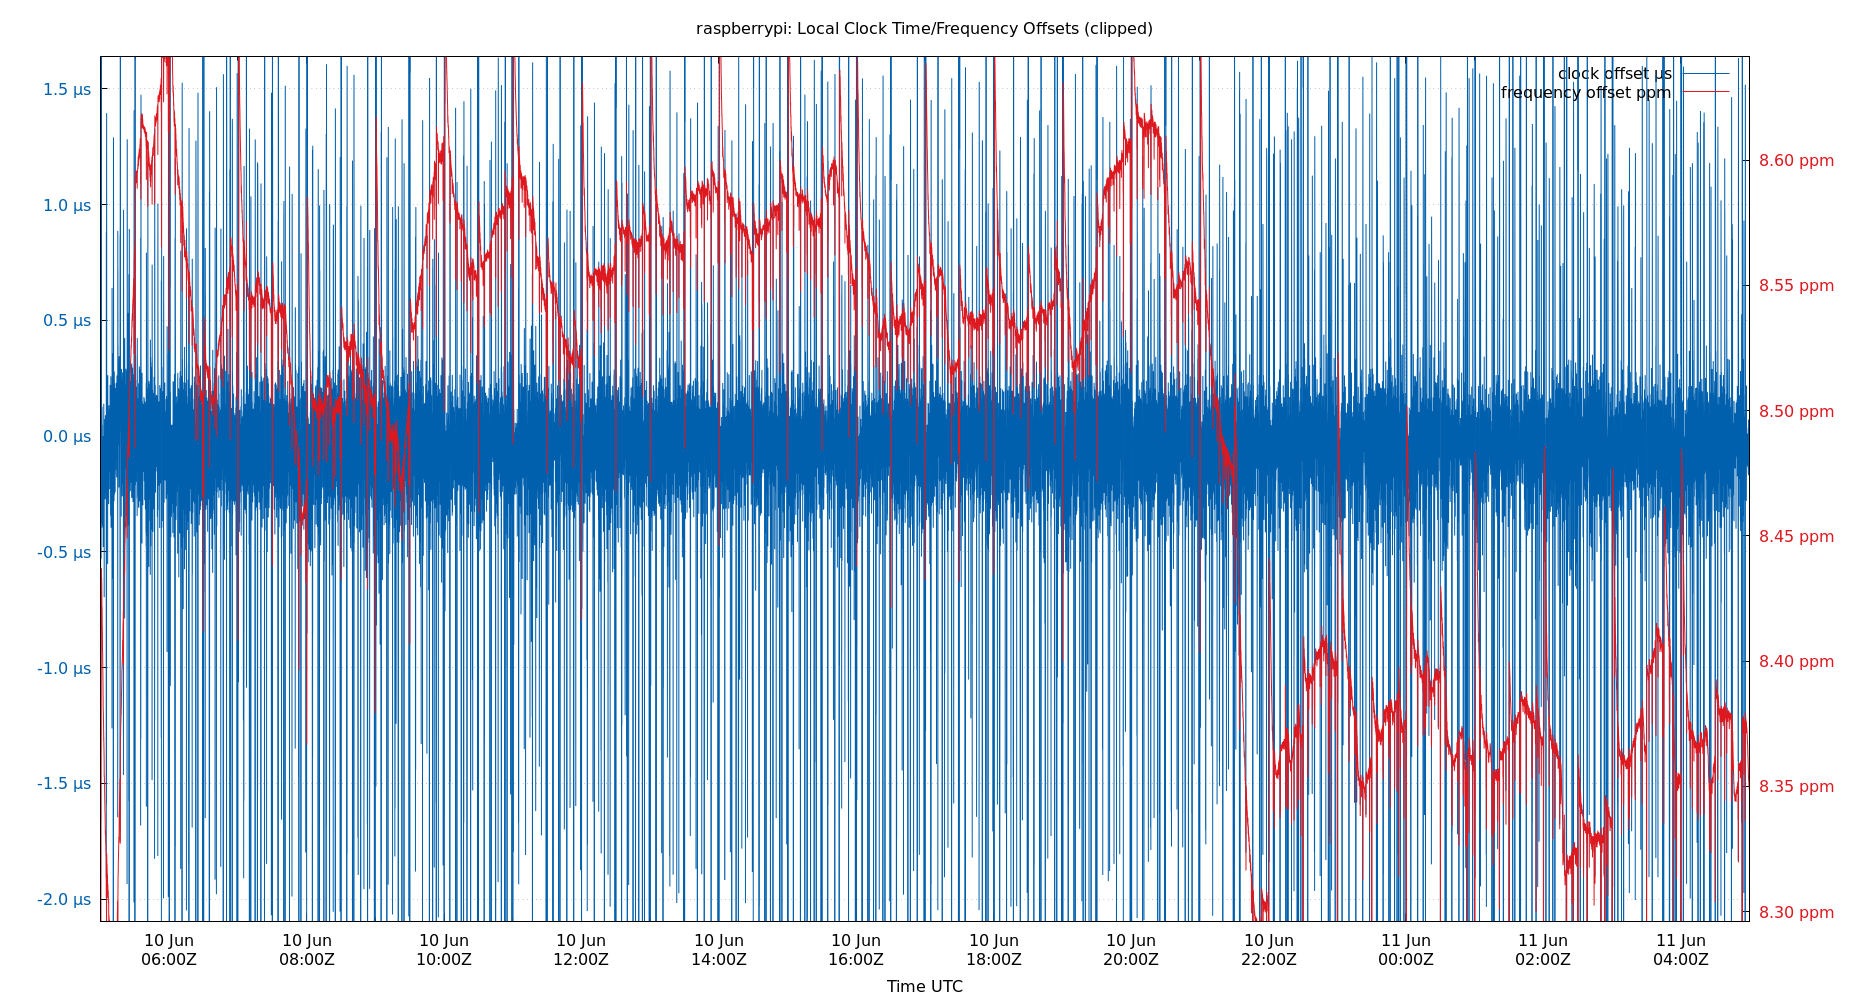 raspberrypi: Local Clock Time/Frequency Offsets (clipped)
clock offset µs
frequency offset ppm
1.5 µs
1.0 µs
0.5 µs
0.0 µs
-0.5 µs
-1.0 µs
-1.5 µs
-2.0 µs
8.60 ppm
8.55 ppm
8.50 ppm
8.45 ppm
8.40 ppm
8.35 ppm
8.30 ppm
10 Jun
06:00Z
10 Jun
08:00Z
10 Jun
10:00Z
10 Jun
12:00Z
10 Jun
14:00Z
10 Jun
16:00Z
10 Jun
18:00Z
10 Jun
20:00Z
10 Jun
22:00Z
11 Jun
00:00Z
11 Jun
02:00Z
11 Jun
04:00Z
Time UTC